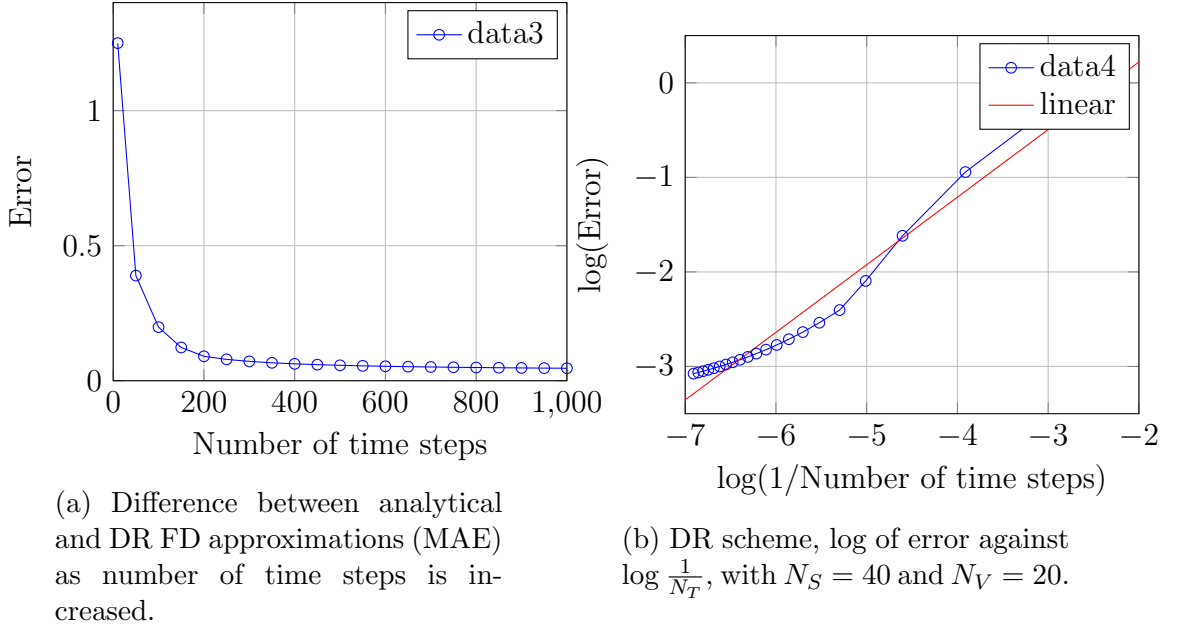 data3
1
0.5
0
0
200
400
600
800
1,000
Error
Number of time steps
(a) Difference between analytical
and DR FD approximations (MAE)
as number of time steps is in-
creased.
data4
linear
0
−1
−2
−3
−7
−6
−5
−4
−3
−2
log(Error)
log(1/Number of time steps)
(b) DR scheme, log of error against
log 1/N_T, with N_S = 40 and N_V = 20.